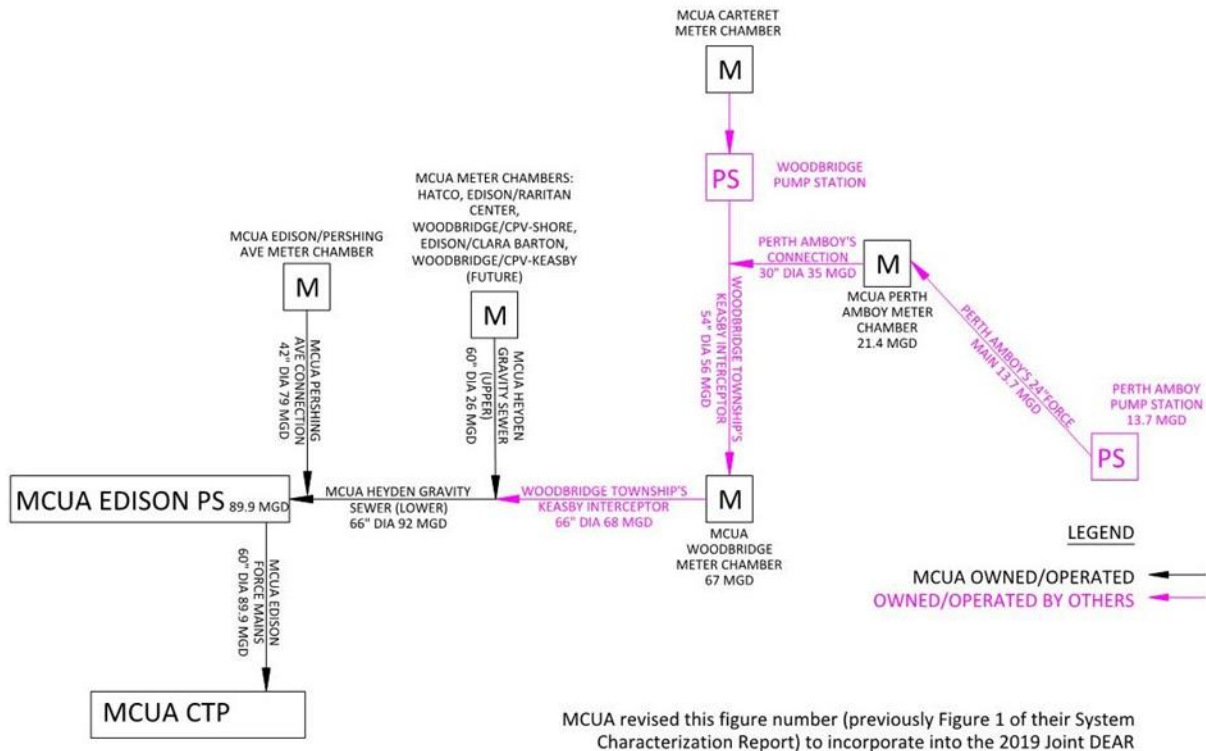 MCUA CARTERET
METER CHAMBER
M
PS
WOODBRIDGE
PUMP STATION
MCUA METER CHAMBERS:
HATCO, EDISON/RARITAN
CENTER,
WOODBRIDGE/CPV-SHORE,
EDISON/CLARA BARTON,
WOODBRIDGE/CPV-KEASBY
(FUTURE)
M
MCUA EDISON/PERSHING
AVE METER CHAMBER
M
PERTH AMBOY'S
CONNECTION
30" DIA 35 MGD
M
MCUA PERTH
AMBOY METER
CHAMBER
21.4 MGD
PERTH AMBOY'S 24"FORCE
MAIN 13.7 MGD
PERTH AMBOY
PUMP STATION
13.7 MGD
PS
WOODBRIDGE TOWNSHIP'S
KEASBY INTERCEPTOR
54" DIA 56 MGD
MCUA HEYDEN
GRAVITY SEWER
(UPPER)
60" DIA 26 MGD
MCUA PERSHING
AVE CONNECTION
42" DIA 79 MGD
MCUA EDISON PS 89.9 MGD
MCUA HEYDEN GRAVITY
SEWER (LOWER)
66" DIA 92 MGD
WOODBRIDGE TOWNSHIP'S
KEASBY INTERCEPTOR
66" DIA 68 MGD
M
MCUA
WOODBRIDGE
METER CHAMBER
67 MGD
MCUA EDISON
FORCE MAINS
60" DIA 89.9 MGD
MCUA CTP
LEGEND
MCUA OWNED/OPERATED
OWNED/OPERATED BY OTHERS
MCUA revised this figure number (previously Figure 1 of their System
Characterization Report) to incorporate into the 2019 Joint DEAR